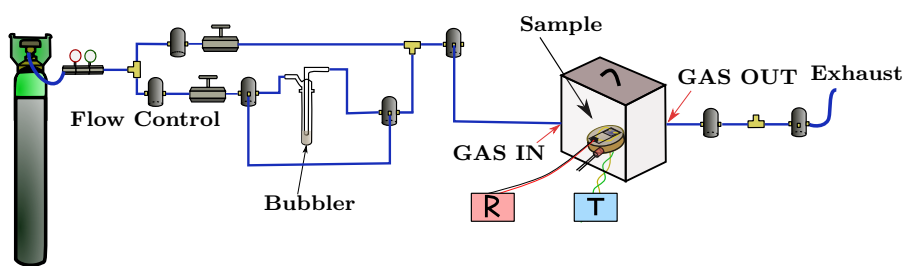 Sample
GAS OUT
Exhaust
Flow Control
GAS IN
Bubbler
R
T